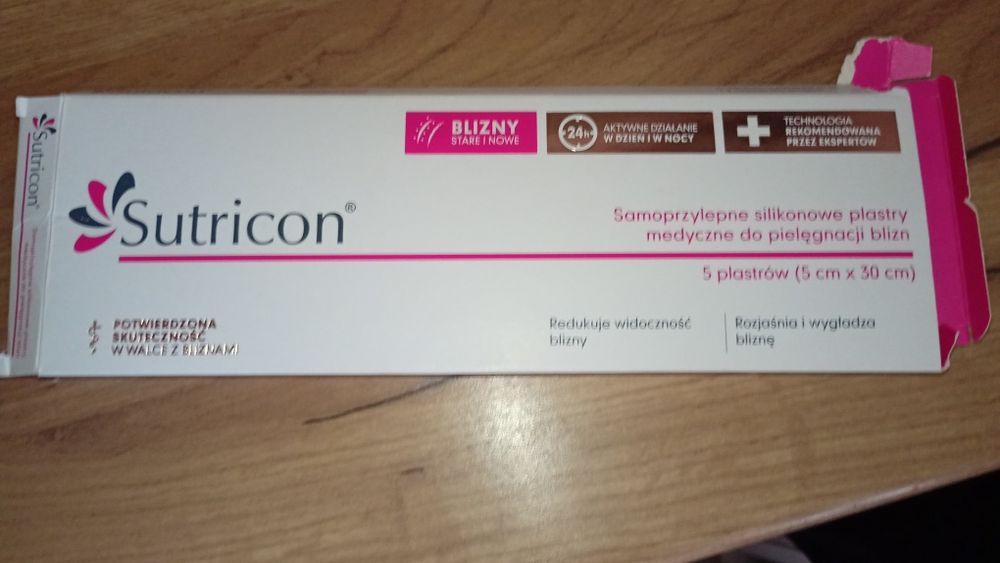 Sutricon®
BLIZNY
STARE I NOWE
24h
AKTYWNE DZIAŁANIE
W DZIEŃ I W NOCY
TECHNOLOGIA
REKOMENDOWANA
PRZEZ EKSPERTÓW
Sutricon®
Samoprzylepne silikonowe plastry
medyczne do pielęgnacji blizn
5 plastrów (5 cm x 30 cm)
POTWIERDZONA
SKUTECZNOŚĆ
W WALCE Z BLIZNAMI
Redukuje widoczność
blizny
Rozjaśnia i wygładza
bliznę